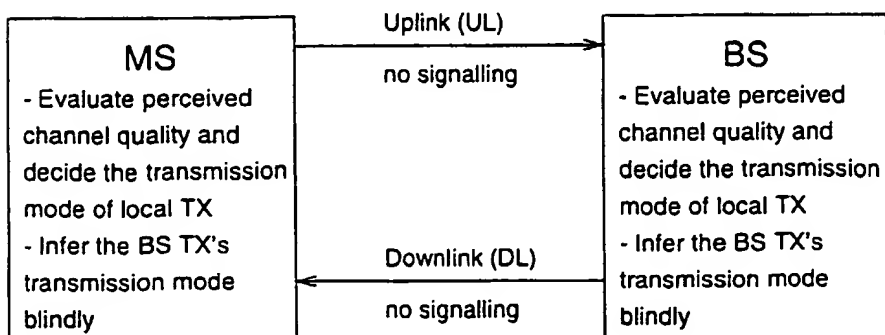 MS
- Evaluate perceived
channel quality and
decide the transmission
mode of local TX
- Infer the BS TX's
transmission mode
blindly
Uplink (UL)
no signalling
Downlink (DL)
no signalling
BS
- Evaluate perceived
channel quality and
decide the transmission
mode of local TX
- Infer the BS TX's
transmission mode
blindly